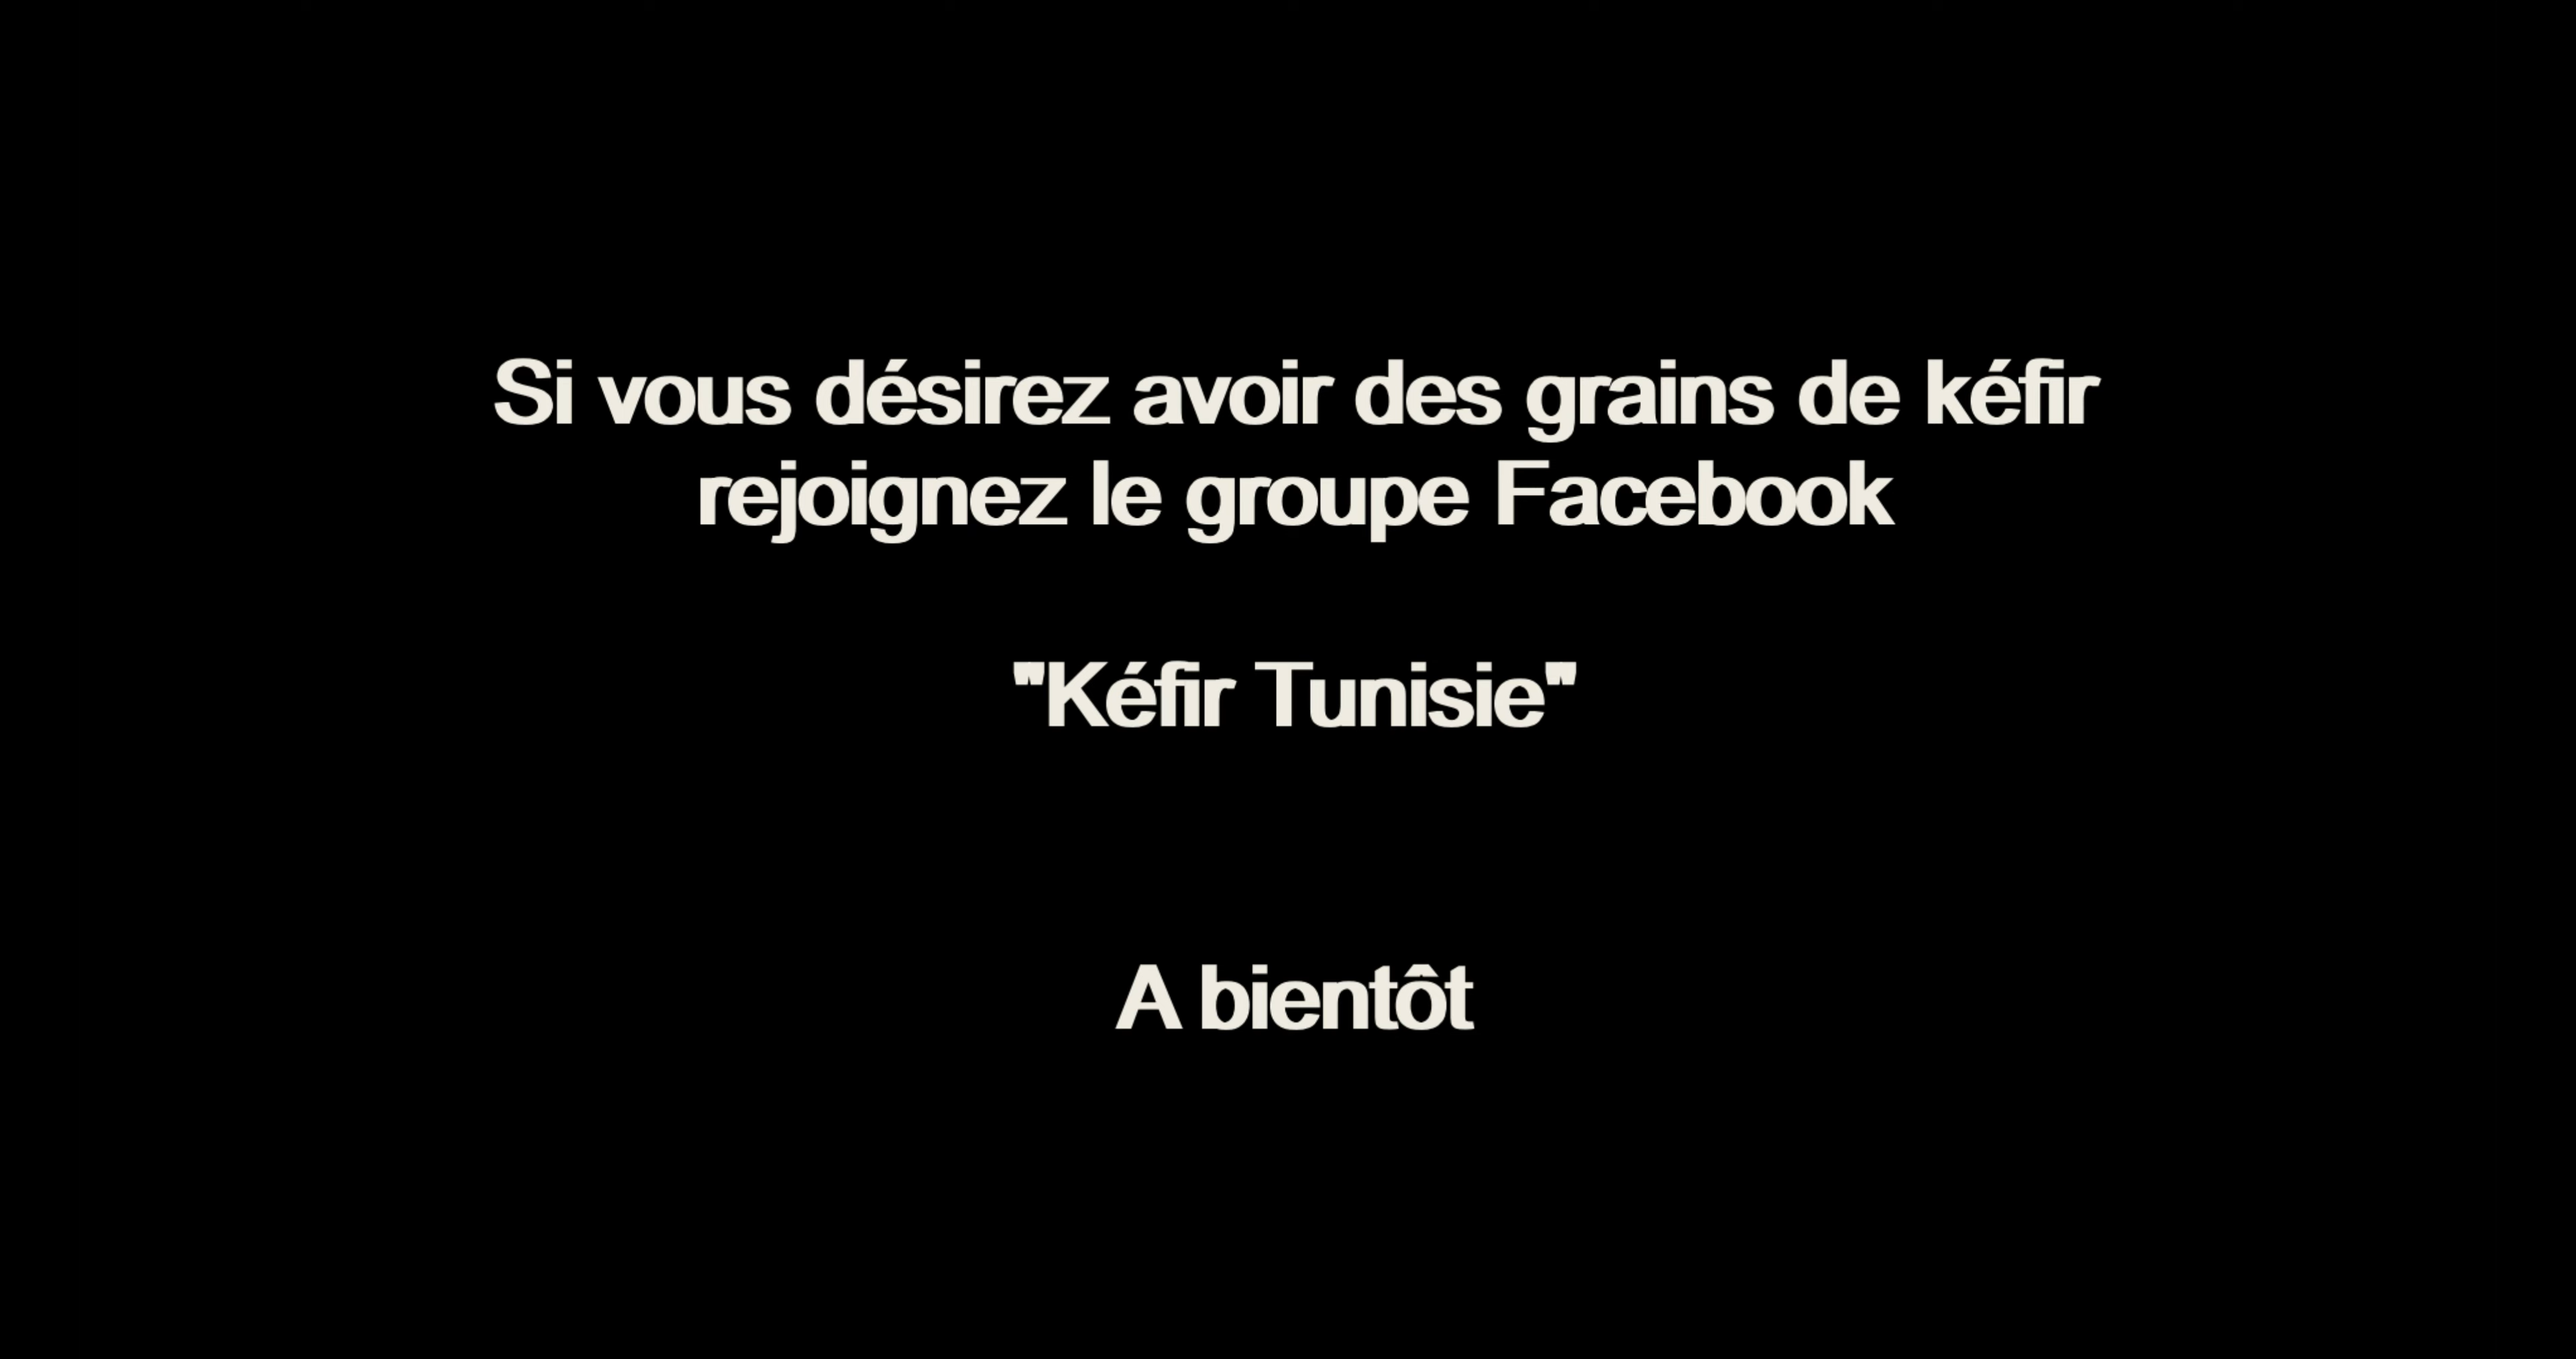 Si vous désirez avoir des grains de kéfir
rejoignez le groupe Facebook
"Kéfir Tunisie"
A bientôt